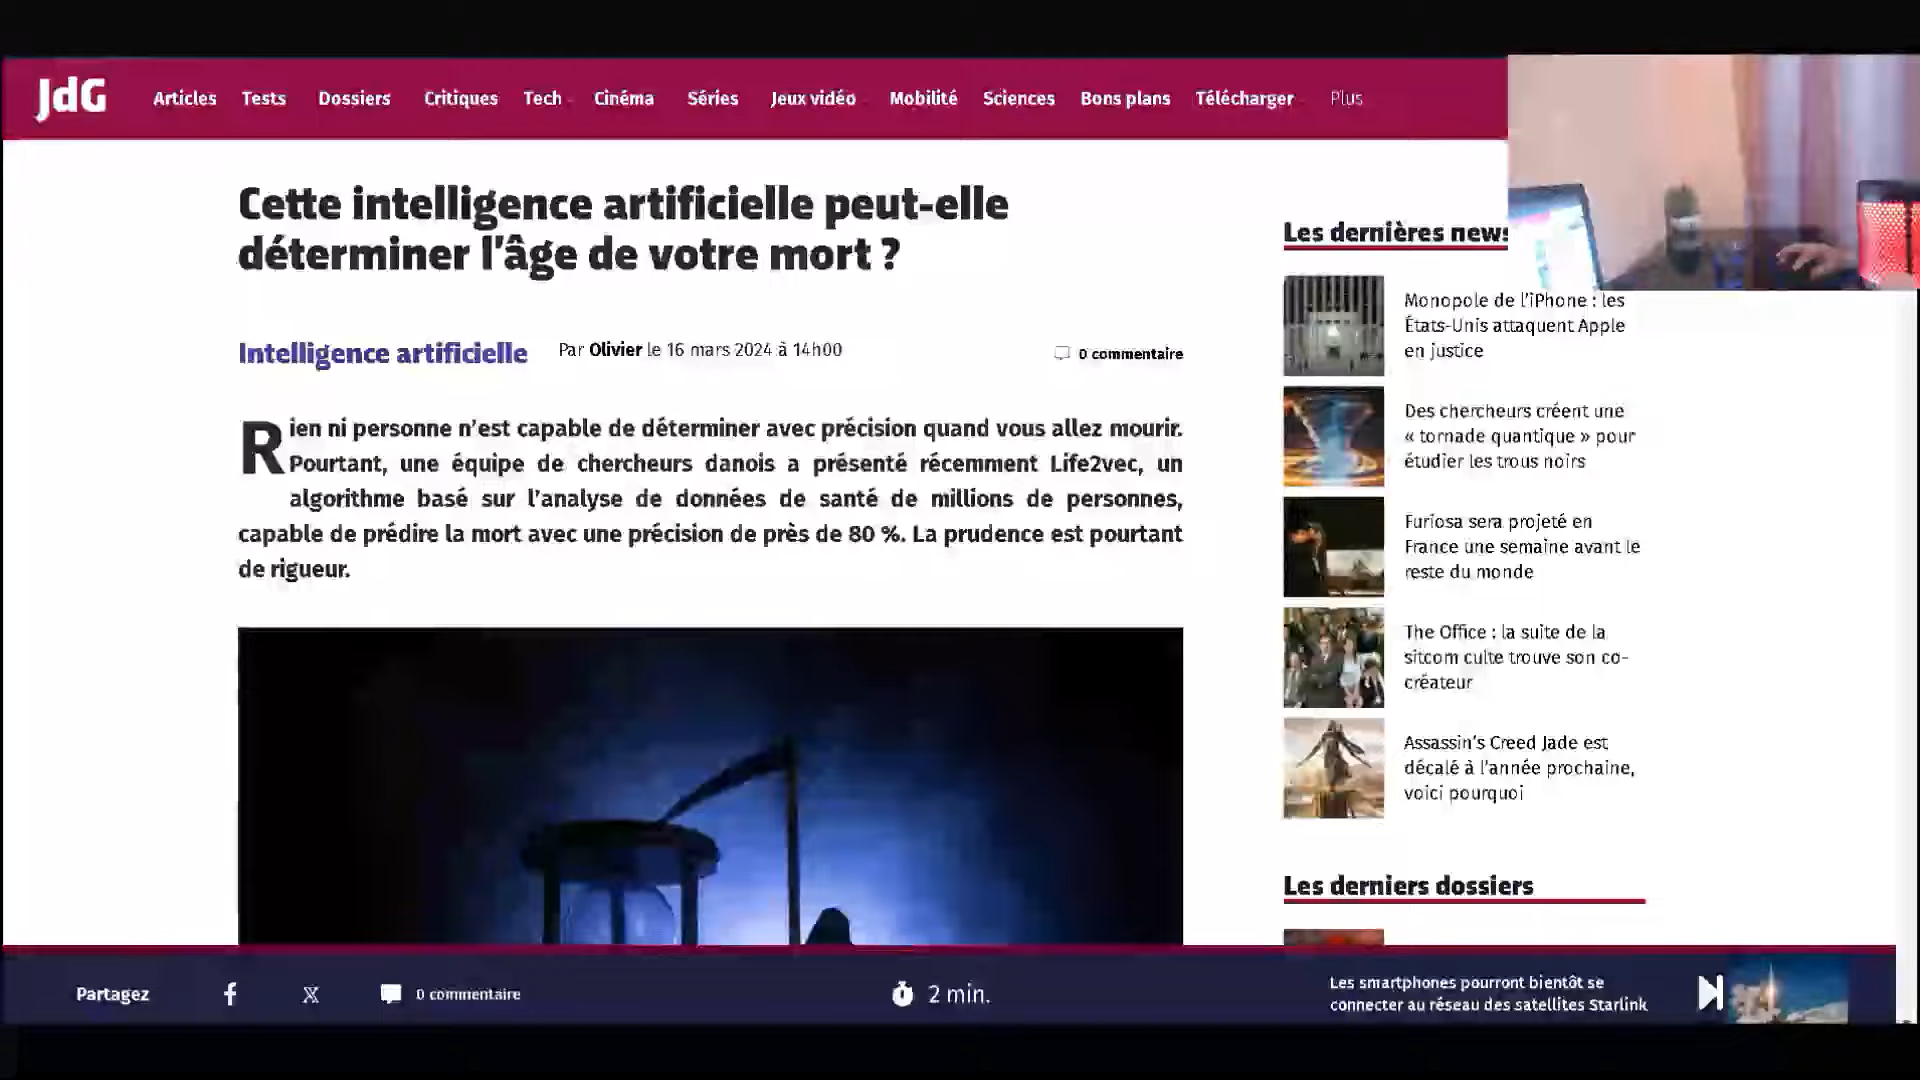 JdG
Articles Tests Dossiers Critiques Tech Cinéma Séries Jeux vidéo Mobilité Sciences Bons plans Télécharger Plus
Cette intelligence artificielle peut-elle
déterminer l'âge de votre mort ?
Intelligence artificielle
Par Olivier le 16 mars 2024 à 14h00
0 commentaire
Rien ni personne n'est capable de déterminer avec précision quand vous allez mourir.
Pourtant, une équipe de chercheurs danois a présenté récemment Life2vec, un
algorithme basé sur l'analyse de données de santé de millions de personnes,
capable de prédire la mort avec une précision de près de 80 %. La prudence est pourtant
de rigueur.
Les dernières news
Monopole de l'iPhone : les
États-Unis attaquent Apple
en justice
Des chercheurs créent une
« tornade quantique » pour
étudier les trous noirs
Furiosa sera projeté en
France une semaine avant le
reste du monde
The Office : la suite de la
sitcom culte trouve son co-
créateur
Assassin's Creed Jade est
décalé à l'année prochaine,
voici pourquoi
Les derniers dossiers
Partagez
0 commentaire
2 min.
Les smartphones pourront bientôt se
connecter au réseau des satellites Starlink